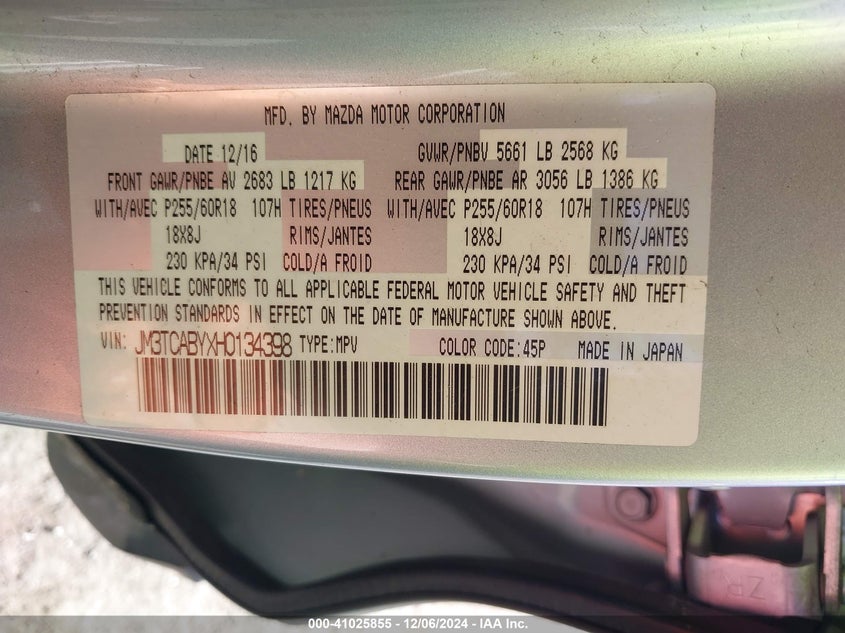 MFD. BY MAZDA MOTOR CORPORATION
DATE 12/16 GVWR/PNBV 5661 LB 2568 KG
FRONT GAWR/PNBE AV 2683 LB 1217 KG REAR GAWR/PNBE AR 3056 LB 1386 KG
WITH/AVEC P255/60R18 107H TIRES/PNEUS WITH/AVEC P255/60R18 107H TIRES/PNEUS
18X8J RIMS/JANTES 18X8J RIMS/JANTES
230 KPA/34 PSI COLD/A FROID 230 KPA/34 PSI COLD/A FROID
THIS VEHICLE CONFORMS TO ALL APPLICABLE FEDERAL MOTOR VEHICLE SAFETY AND THEFT
PREVENTION STANDARDS IN EFFECT ON THE DATE OF MANUFACTURE SHOWN ABOVE.
VIN: JM3TCABYXH0134398 TYPE:MPV COLOR CODE:45P MADE IN JAPAN
ZR
000-41025855 - 12/06/2024 - IAA Inc.